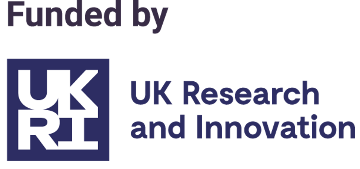 Funded by
UK
RI
UK Research
and Innovation